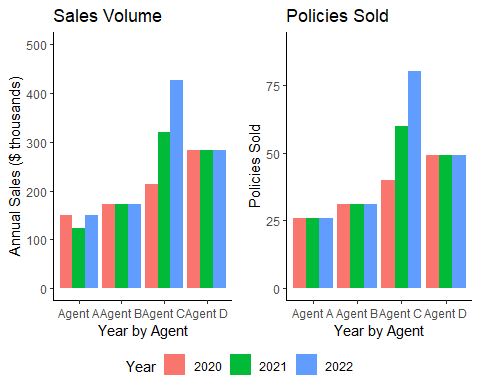 Sales Volume
Annual Sales ($ thousands)
500
400
300
200
100
0
Agent A Agent B Agent C Agent D
Year by Agent
Policies Sold
Policies Sold
75
50
25
0
Agent A Agent B Agent C Agent D
Year by Agent
Year 2020 2021 2022